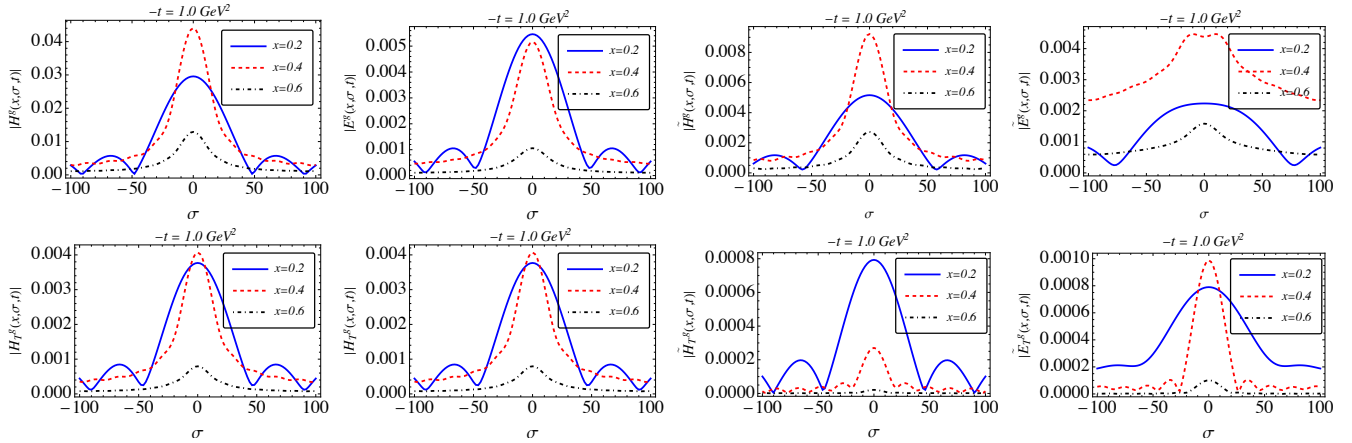 −t = 1.0 GeV²
|H^g(x,σ,t)|
0.04
0.03
0.02
0.01
0.00
x=0.2
x=0.4
x=0.6
−100 −50 0 50 100
σ
−t = 1.0 GeV²
|E^g(x,σ,t)|
0.005
0.004
0.003
0.002
0.001
0.000
x=0.2
x=0.4
x=0.6
−100 −50 0 50 100
σ
−t = 1.0 GeV²
|H̃^g(x,σ,t)|
0.008
0.006
0.004
0.002
0.000
x=0.2
x=0.4
x=0.6
−100 −50 0 50 100
σ
−t = 1.0 GeV²
|Ẽ^g(x,σ,t)|
0.004
0.003
0.002
0.001
0.000
x=0.2
x=0.4
x=0.6
−100 −50 0 50 100
σ
−t = 1.0 GeV²
|H_T^g(x,σ,t)|
0.004
0.003
0.002
0.001
0.000
x=0.2
x=0.4
x=0.6
−100 −50 0 50 100
σ
−t = 1.0 GeV²
|H_T^g(x,σ,t)|
0.004
0.003
0.002
0.001
0.000
x=0.2
x=0.4
x=0.6
−100 −50 0 50 100
σ
−t = 1.0 GeV²
|H̃_T^g(x,σ,t)|
0.0008
0.0006
0.0004
0.0002
0.0000
x=0.2
x=0.4
x=0.6
−100 −50 0 50 100
σ
−t = 1.0 GeV²
|Ẽ_T^g(x,σ,t)|
0.0010
0.0008
0.0006
0.0004
0.0002
0.0000
x=0.2
x=0.4
x=0.6
−100 −50 0 50 100
σ